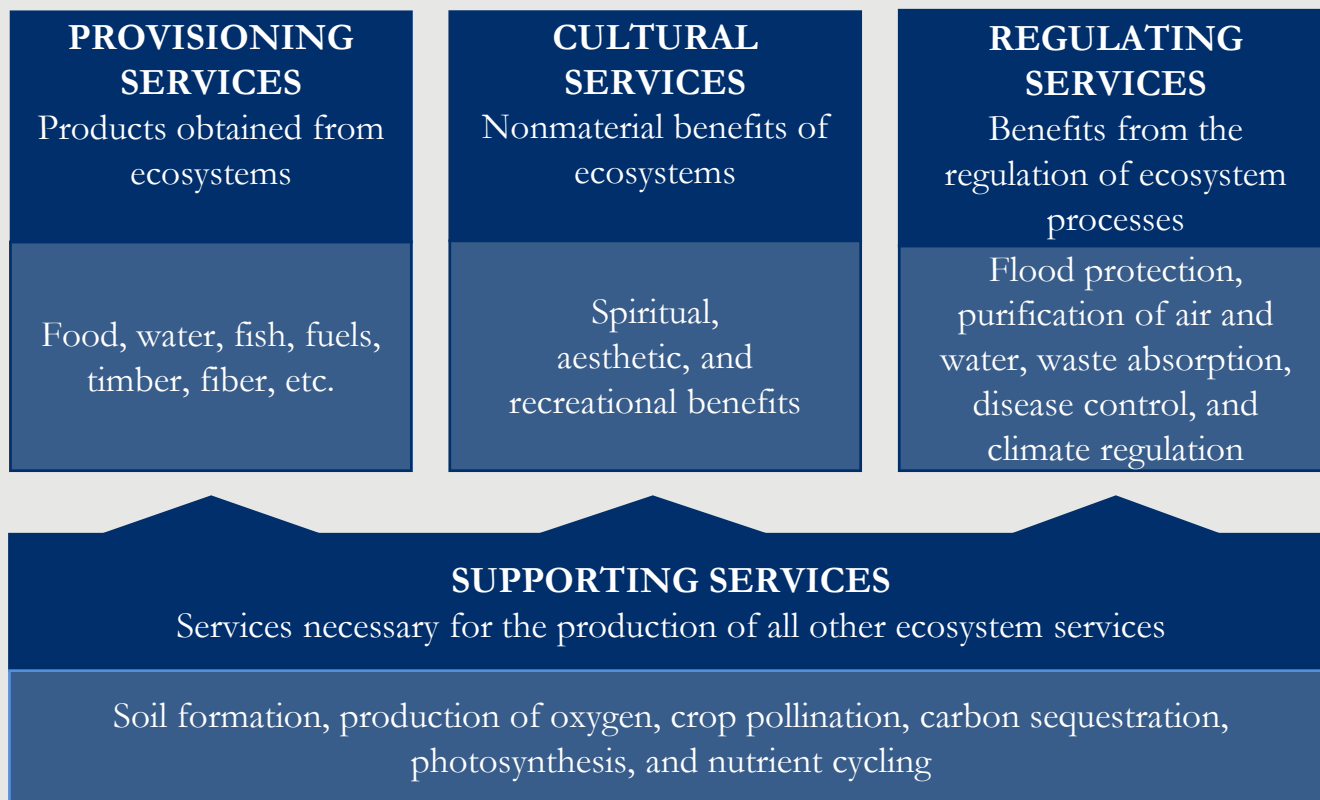 PROVISIONING
SERVICES
Products obtained from
ecosystems
Food, water, fish, fuels,
timber, fiber, etc.
CULTURAL
SERVICES
Nonmaterial benefits of
ecosystems
Spiritual,
aesthetic, and
recreational benefits
REGULATING
SERVICES
Benefits from the
regulation of ecosystem
processes
Flood protection,
purification of air and
water, waste absorption,
disease control, and
climate regulation
SUPPORTING SERVICES
Services necessary for the production of all other ecosystem services
Soil formation, production of oxygen, crop pollination, carbon sequestration,
photosynthesis, and nutrient cycling